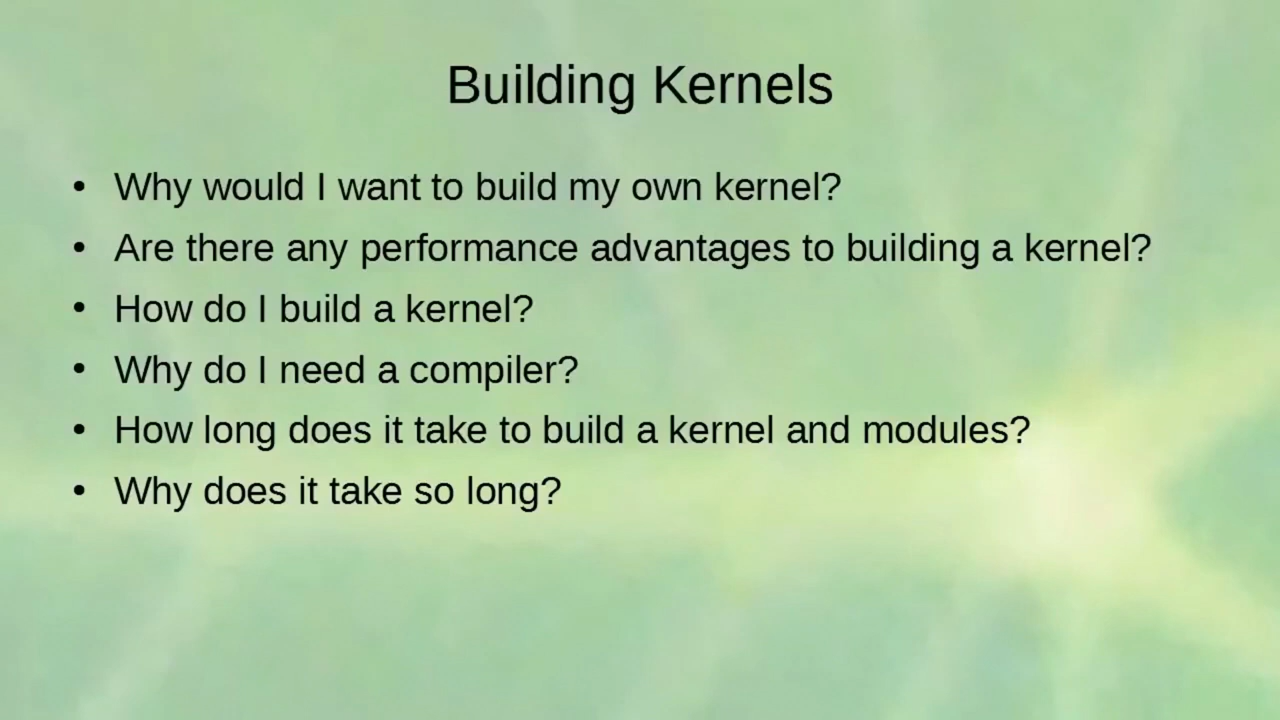 Building Kernels
• Why would I want to build my own kernel?
• Are there any performance advantages to building a kernel?
• How do I build a kernel?
• Why do I need a compiler?
• How long does it take to build a kernel and modules?
• Why does it take so long?